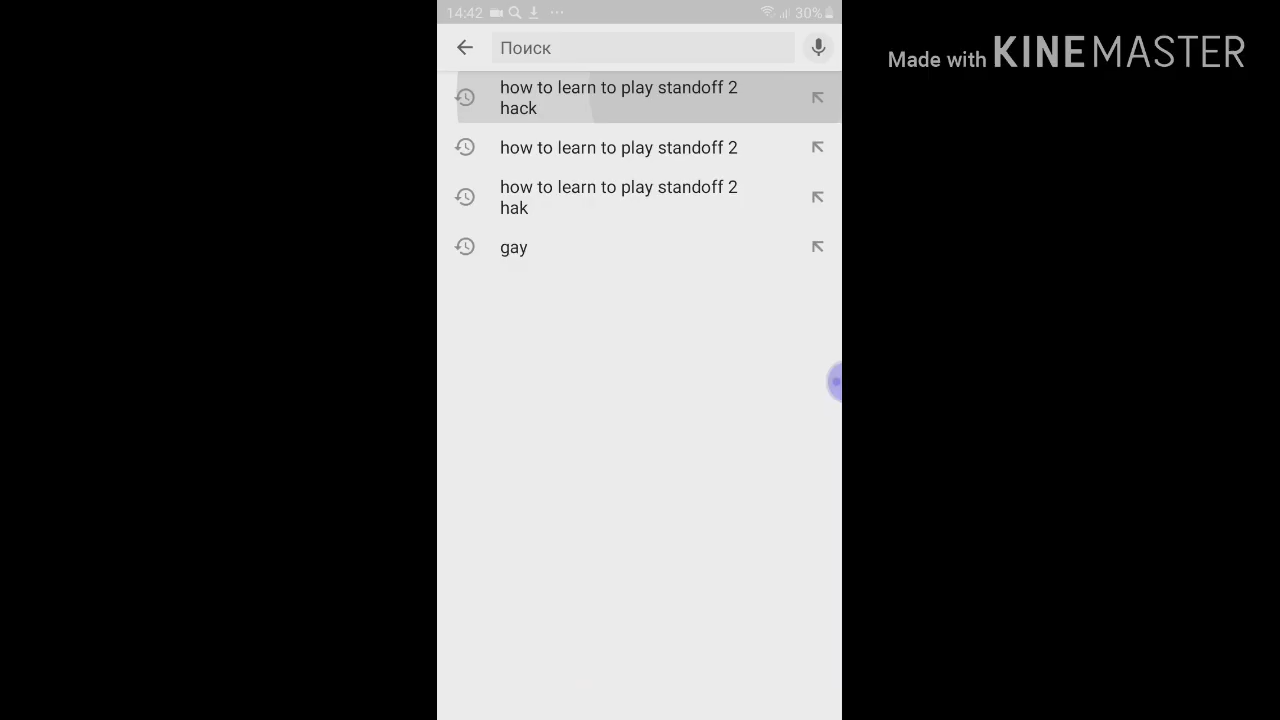 14:42
30%
Поиск
how to learn to play standoff 2
hack
how to learn to play standoff 2
how to learn to play standoff 2
hak
gay
Made with KINEMASTER